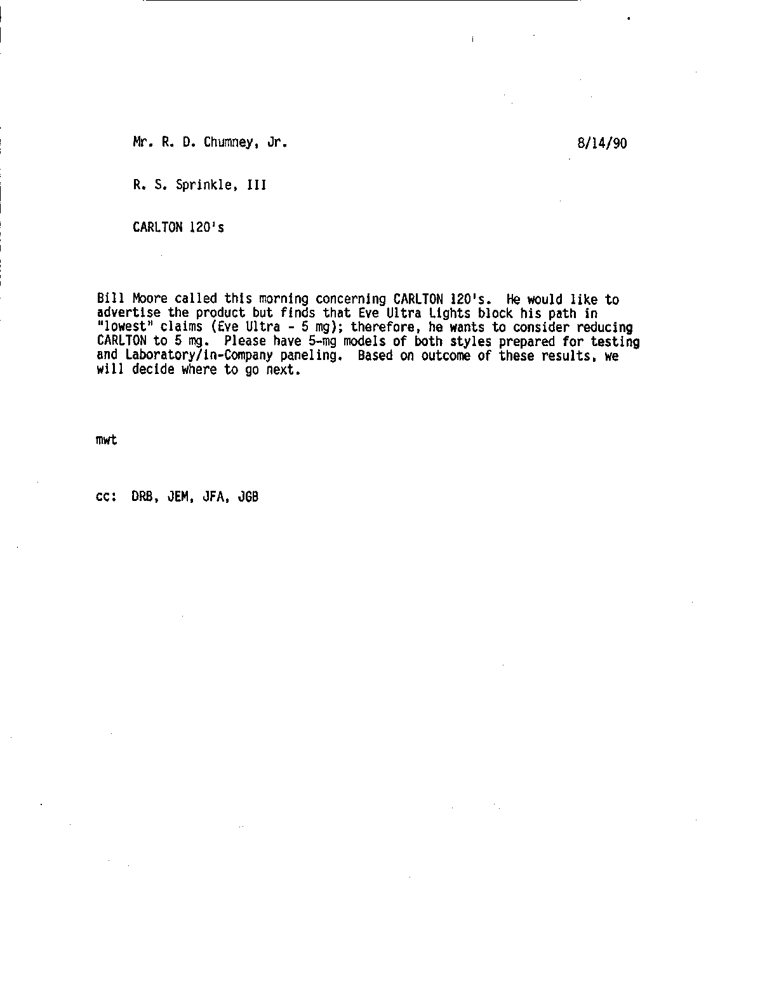 Mr. R. D. Chumney, Jr. 8/14/90
R. S. Sprinkle, III
CARLTON 120's
Bill Moore called this morning concerning CARLTON 120's. He would like to
advertise the product but finds that Eve Ultra Lights block his path in
"lowest" claims (Eve Ultra - 5 mg); therefore, he wants to consider reducing
CARLTON to 5 mg. Please have 5-mg models of both styles prepared for testing
and Laboratory/in-Company paneling. Based on outcome of these results, we
will decide where to go next.
mwt
cc: DRB, JEM, JFA, JGB